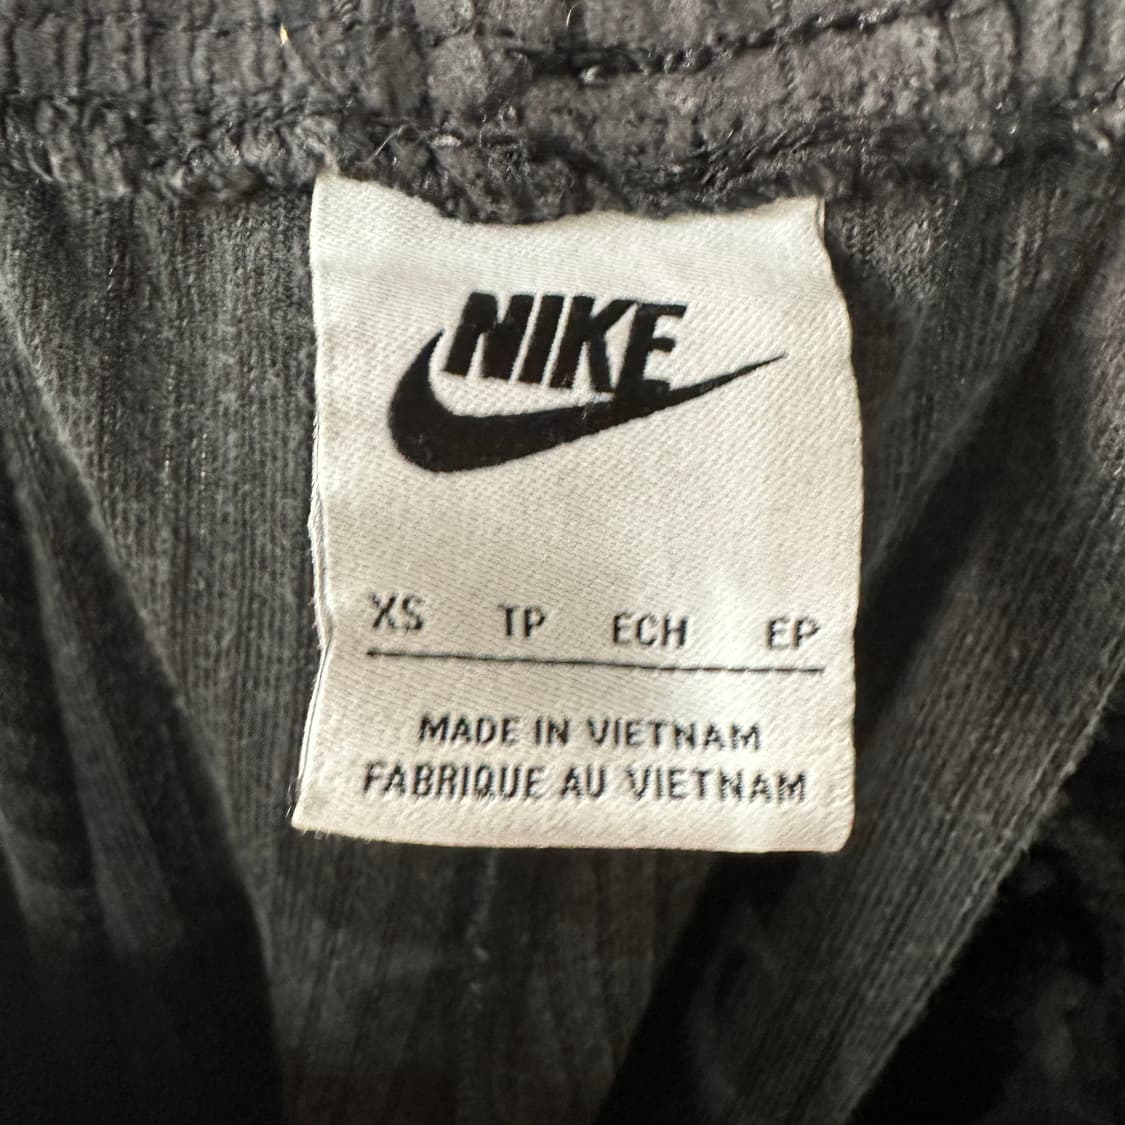 NIKE
XS TP ECH EP
MADE IN VIETNAM
FABRIQUE AU VIETNAM